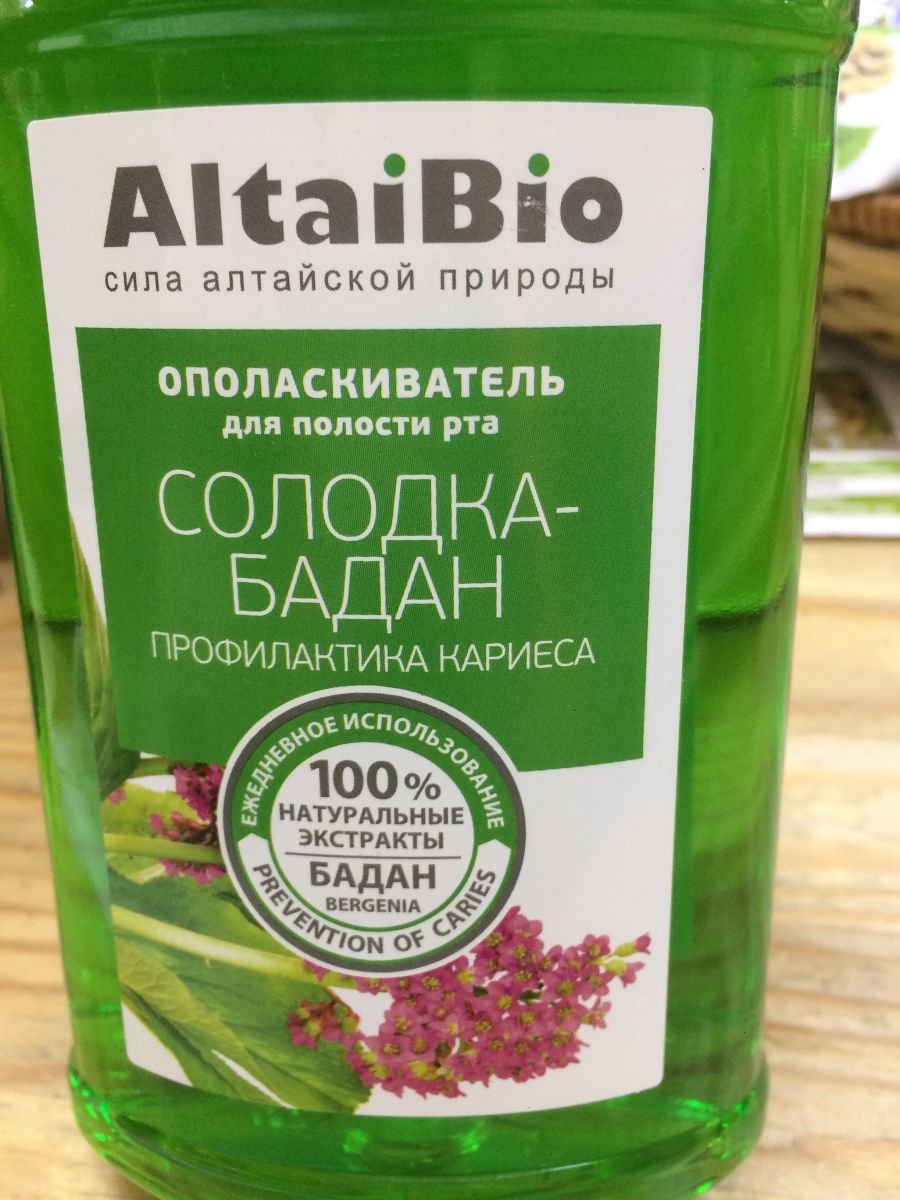 AltaiBio
сила алтайской природы
ОПОЛАСКИВАТЕЛЬ
для полости рта
СОЛОДКА-
БАДАН
ПРОФИЛАКТИКА КАРИЕСА
ЕЖЕДНЕВНОЕ ИСПОЛЬЗОВАНИЕ
100%
НАТУРАЛЬНЫЕ
ЭКСТРАКТЫ
БАДАН
BERGENIA
PREVENTION OF CARIES